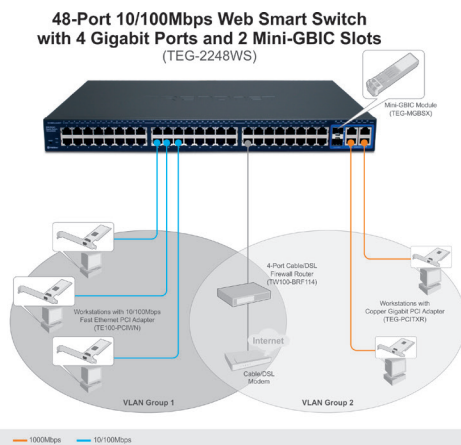 48-Port 10/100Mbps Web Smart Switch
with 4 Gigabit Ports and 2 Mini-GBIC Slots
(TEG-2248WS)
Mini-GBIC Module
(TEG-MGBSX)
4-Port Cable/DSL
Firewall Router
(TW100-BRF114)
Workstations with 10/100Mbps
Fast Ethernet PCI Adapter
(TE100-PCIWN)
Workstations with
Copper Gigabit PCI Adapter
(TEG-PCITXR)
Internet
Cable/DSL
Modem
VLAN Group 1
VLAN Group 2
1000Mbps
10/100Mbps